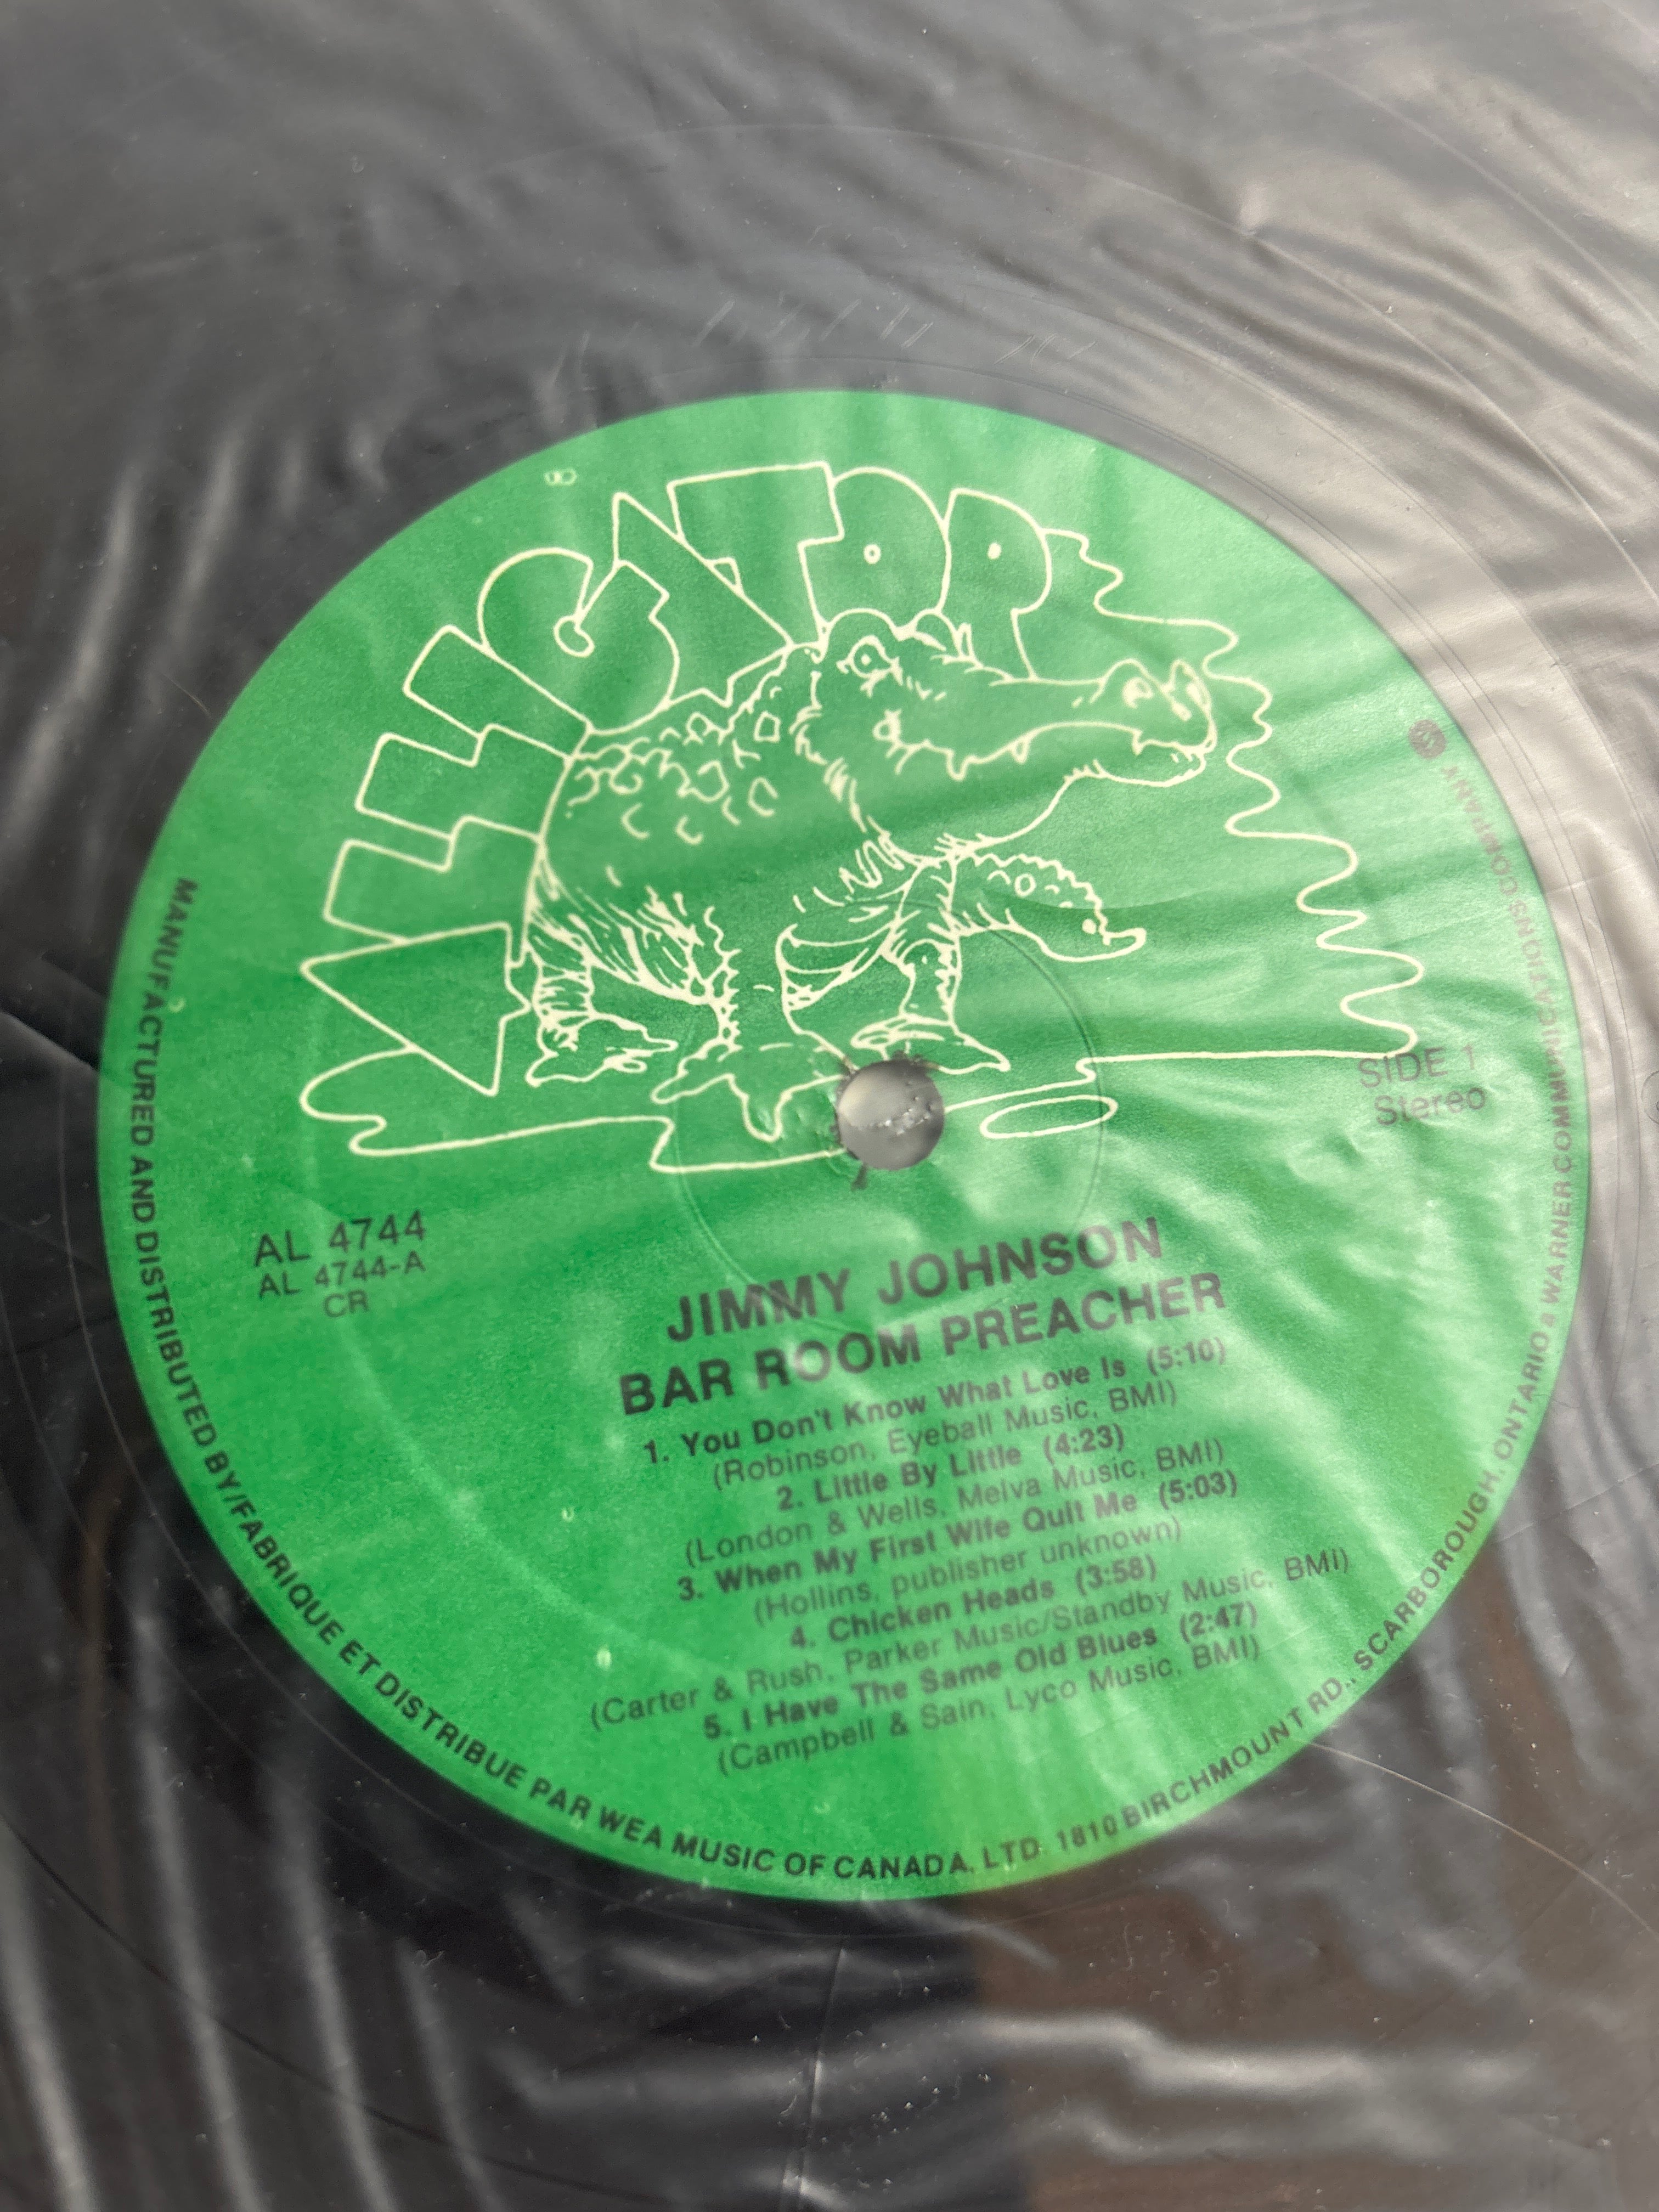 ALLIGATOR
SIDE 1
Stereo
AL 4744
AL 4744-A
CR
JIMMY JOHNSON
BAR ROOM PREACHER
1. You Don't Know What Love Is (5:10)
(Robinson, Eyeball Music, BMI)
2. Little By Little (4:23)
(London & Wells, Melva Music, BMI)
3. When My First Wife Quit Me (5:03)
(Hollins, publisher unknown)
4. Chicken Heads (3:58)
(Carter & Rush, Parker Music/Standby Music, BMI)
5. I Have The Same Old Blues (2:47)
(Campbell & Sain, Lyco Music, BMI)
MANUFACTURED AND DISTRIBUTED BY/FABRIQUE ET DISTRIBUE PAR WEA MUSIC OF CANADA, LTD. 1810 BIRCHMOUNT RD., SCARBOROUGH, ONTARIO a WARNER COMMUNICATIONS COMPANY